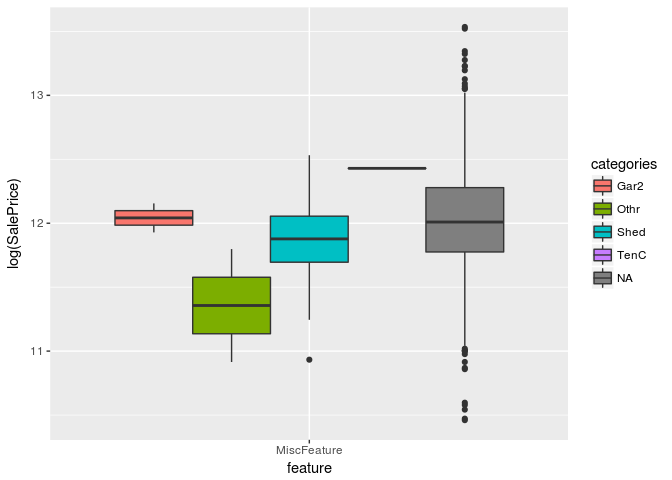 log(SalePrice)
13
12
11
MiscFeature
feature
categories
Gar2
Othr
Shed
TenC
NA